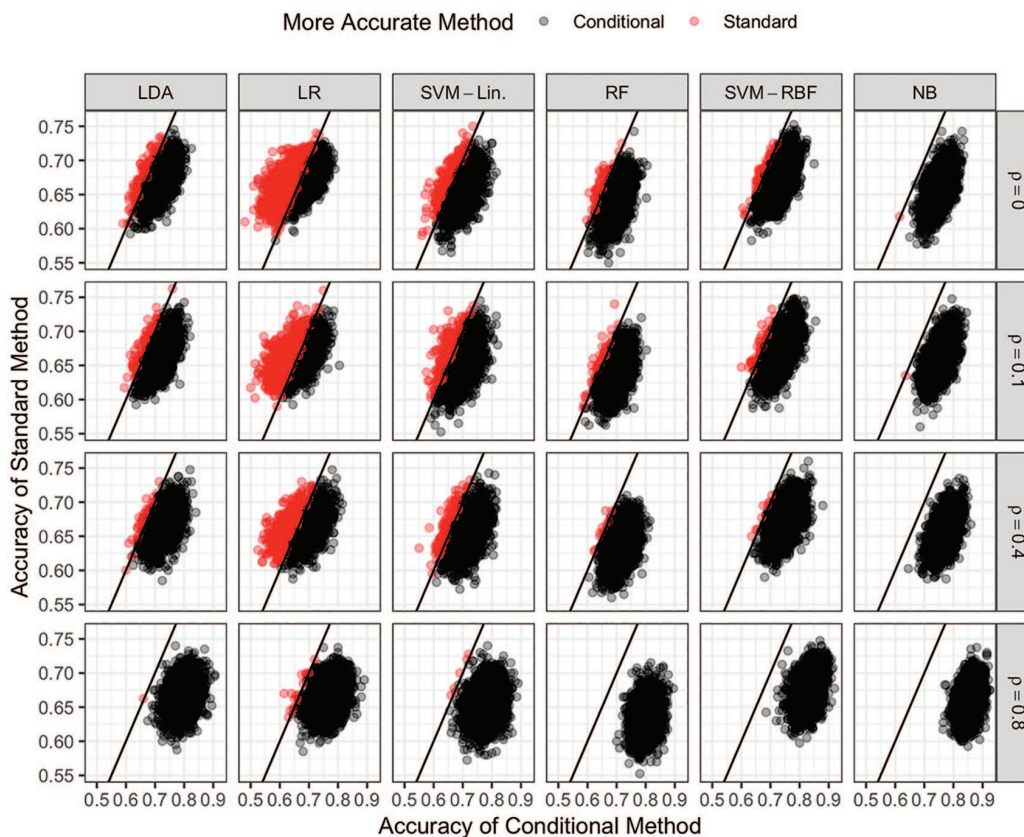 More Accurate Method Conditional Standard
LDA LR SVM – Lin. RF SVM – RBF NB
0.75
0.70
0.65
0.60
0.55
ρ = 0
0.75
0.70
0.65
0.60
0.55
ρ = 0.1
0.75
0.70
0.65
0.60
0.55
ρ = 0.4
0.75
0.70
0.65
0.60
0.55
ρ = 0.8
Accuracy of Standard Method
0.5 0.6 0.7 0.8 0.9 0.5 0.6 0.7 0.8 0.9 0.5 0.6 0.7 0.8 0.9 0.5 0.6 0.7 0.8 0.9 0.5 0.6 0.7 0.8 0.9 0.5 0.6 0.7 0.8 0.9
Accuracy of Conditional Method